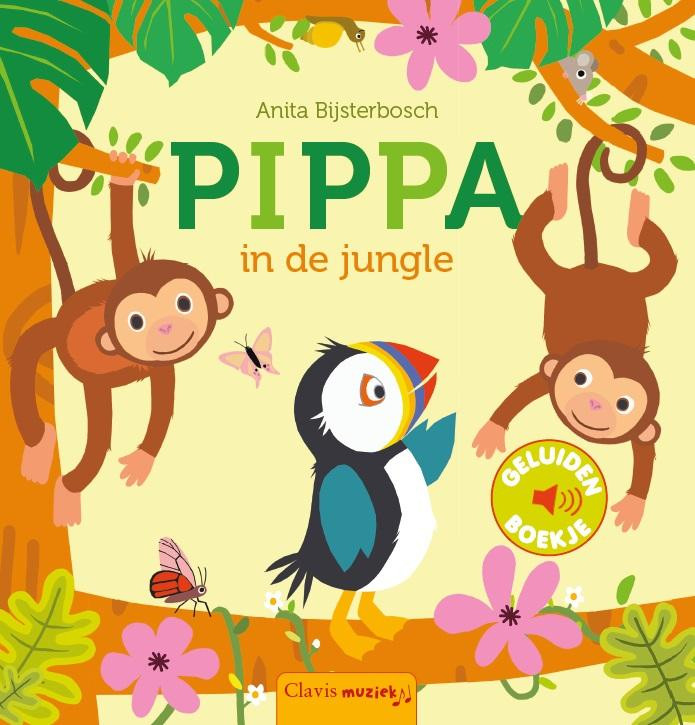 Anita Bijsterbosch
PIPPA
in de jungle
GELUIDEN
BOEKJE
Clavis muziek